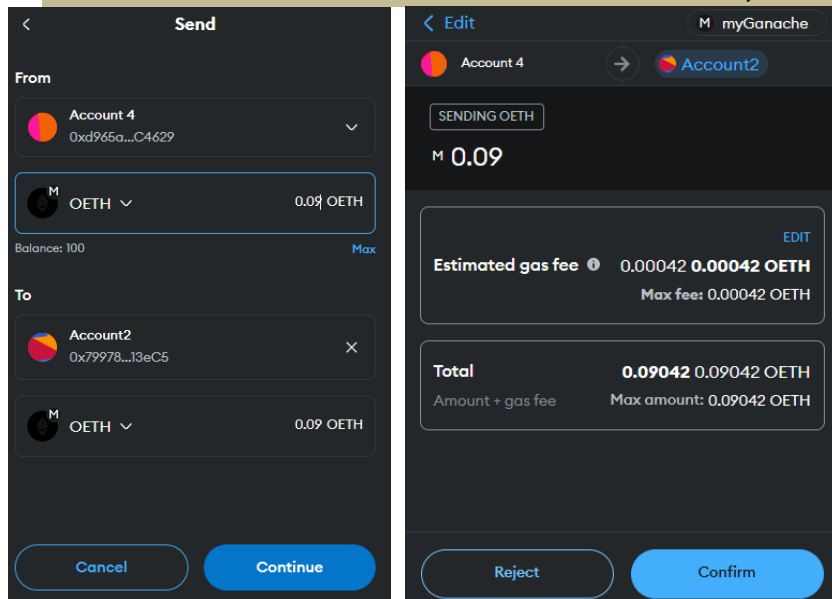 Send
From
Account 4
0xd965a...C4629
M
OETH
0.09 OETH
Balance: 100
Max
To
Account2
0x79978...13eC5
M
OETH
0.09 OETH
Cancel
Continue
Edit
M myGanache
Account 4
Account2
SENDING OETH
M 0.09
EDIT
Estimated gas fee 0.00042 0.00042 OETH
Max fee: 0.00042 OETH
Total 0.09042 0.09042 OETH
Amount + gas fee Max amount: 0.09042 OETH
Reject
Confirm